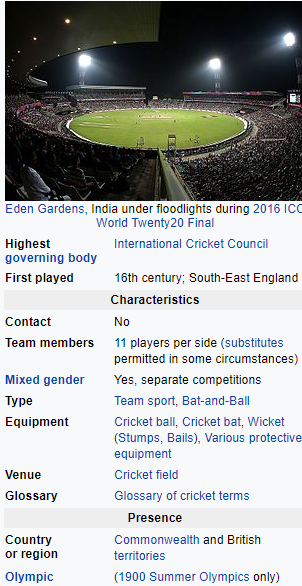 Eden Gardens, India under floodlights during 2016 ICC
World Twenty20 Final
Highest
governing body
International Cricket Council
First played
16th century; South-East England
Characteristics
Contact
No
Team members
11 players per side (substitutes
permitted in some circumstances)
Mixed gender
Yes, separate competitions
Type
Team sport, Bat-and-Ball
Equipment
Cricket ball, Cricket bat, Wicket
(Stumps, Bails), Various protective
equipment
Venue
Cricket field
Glossary
Glossary of cricket terms
Presence
Country
or region
Commonwealth and British
territories
Olympic
(1900 Summer Olympics only)